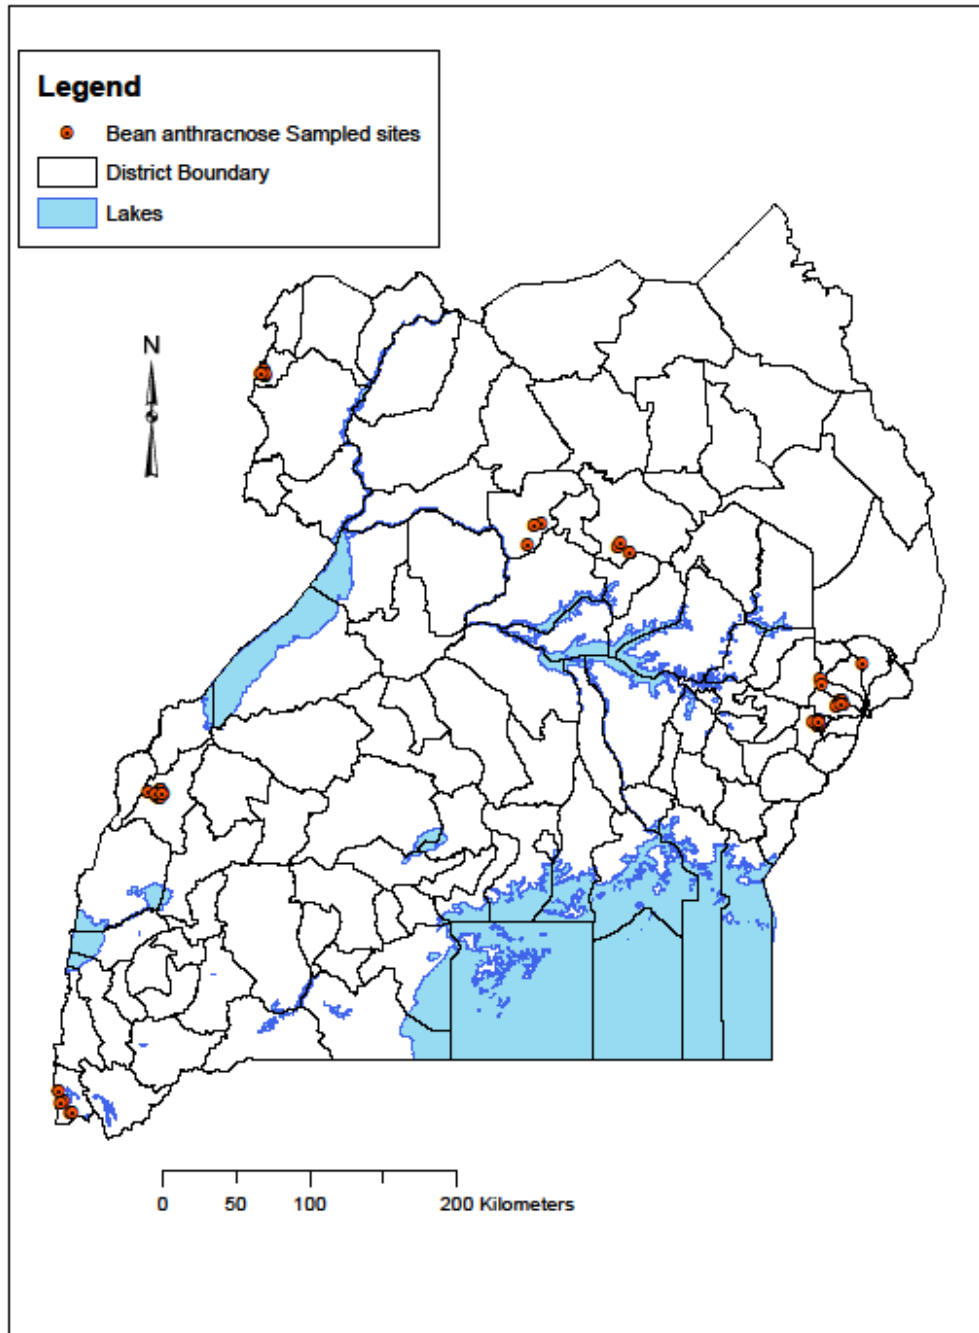 Legend
Bean anthracnose Sampled sites
District Boundary
Lakes
N
0 50 100 200 Kilometers